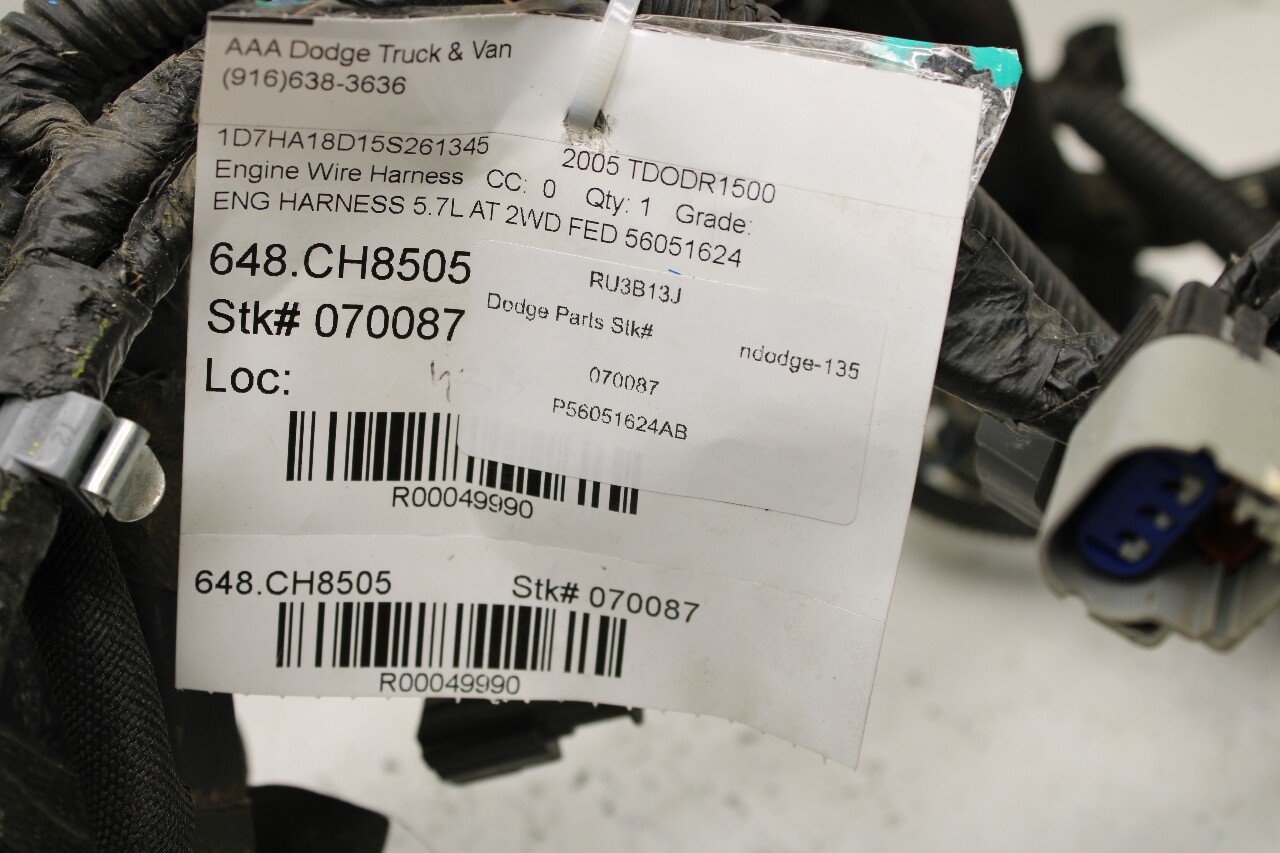 AAA Dodge Truck & Van
(916)638-3636
1D7HA18D15S261345 2005 TDODR1500
Engine Wire Harness CC: 0 Qty: 1 Grade:
ENG HARNESS 5.7L AT 2WD FED 56051624
648.CH8505
Stk# 070087
Loc:
RU3B13J
Dodge Parts Stk#
ndodge-135
070087
P56051624AB
R00049990
648.CH8505 Stk# 070087
R00049990